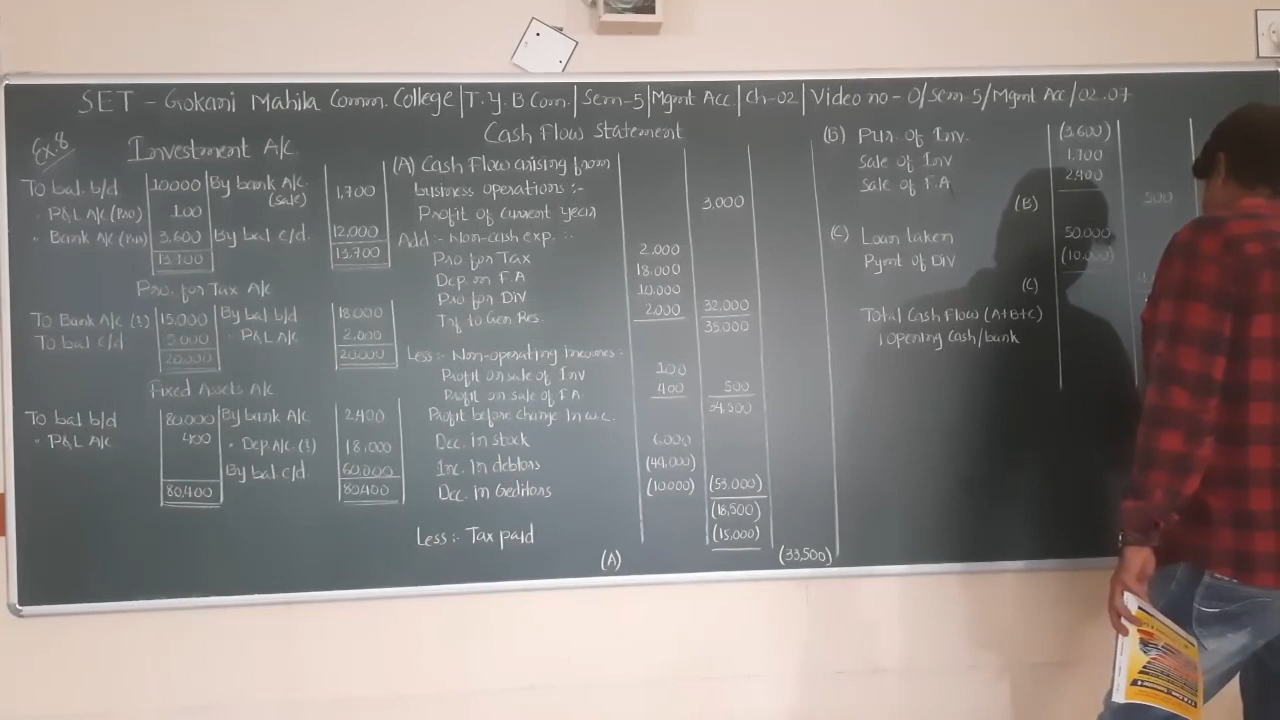 SET - Gokani Mahila Comm. College | T.Y. B Com. | Sem-5 | Mgmt Acc. | Ch-02 | Video no - 0/Sem 5/Mgmt Acc/02.07
Ex.8
Investment A/c
To bal. b/d 10000 By bank A/c. (sale) 1,700
" P&L A/c (Pro) 100
" Bank A/c (Pur) 3,600 By bal c/d. 12,000
13,700 13,700
Pro. for Tax A/c
To Bank A/c (?) 15,000 By bal b/d 18,000
To bal c/d 5,000 " P&L A/c 2,000
20,000 20,000
Fixed Assets A/c
To bal b/d 80,000 By bank A/c 2,400
" P&L A/c 400 " Dep. A/c. (?) 18,000
By bal. c/d. 60,000
80,400 80,400
Cash Flow Statement
(A) Cash Flow arising from
business operations :-
Profit of current year 3,000
Add :- Non-cash exp. :-
Pro for Tax 2,000
Dep. on F.A 18,000
Pro for Div 10,000
Trf to Gen Res. 2,000 32,000
35,000
Less :- Non-operating incomes :
Profit on sale of Inv 100
Profit on sale of F.A 400 500
Profit before change in w.c. 34,500
Dec. in stock
Inc. in debtors (49,000)
Dec. in Creditors (10,000) (53,000)
(18,500)
Less :- Tax paid (15,000)
(A) (33,500)
(B) Pur. of Inv. (3,600)
Sale of Inv 1,700
Sale of F.A 2,400
(B) 500
(C) Loan taken 50,000
Pymt of Div (10,000)
(C)
Total Cash Flow (A+B+C)
Opening Cash/bank